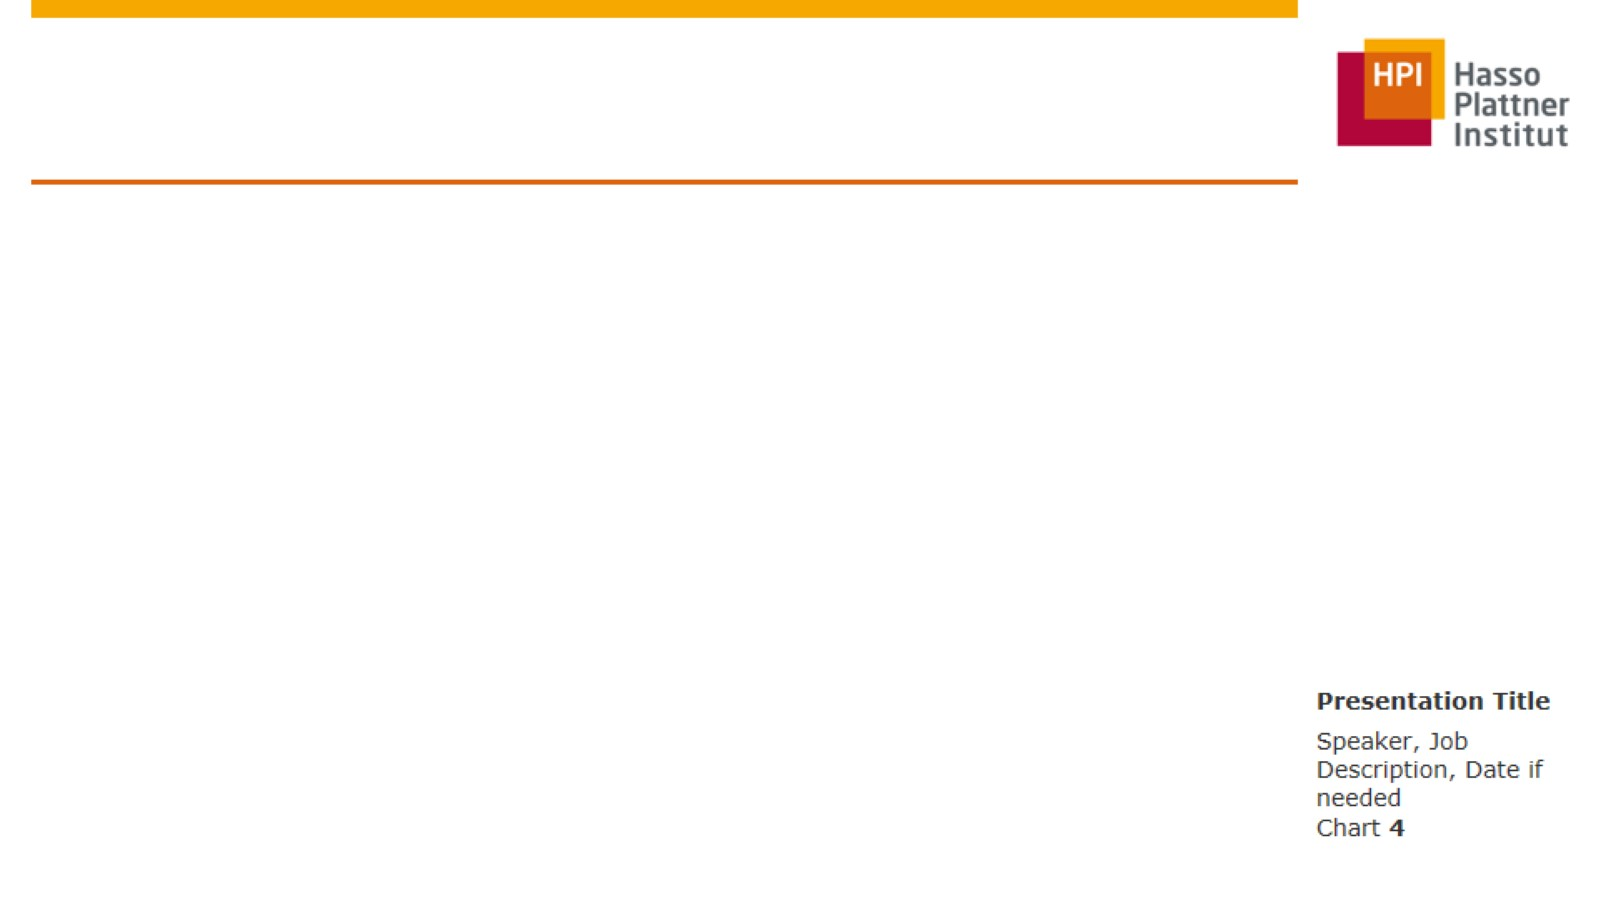 HPI
Hasso
Plattner
Institut
Presentation Title
Speaker, Job
Description, Date if
needed
Chart 4